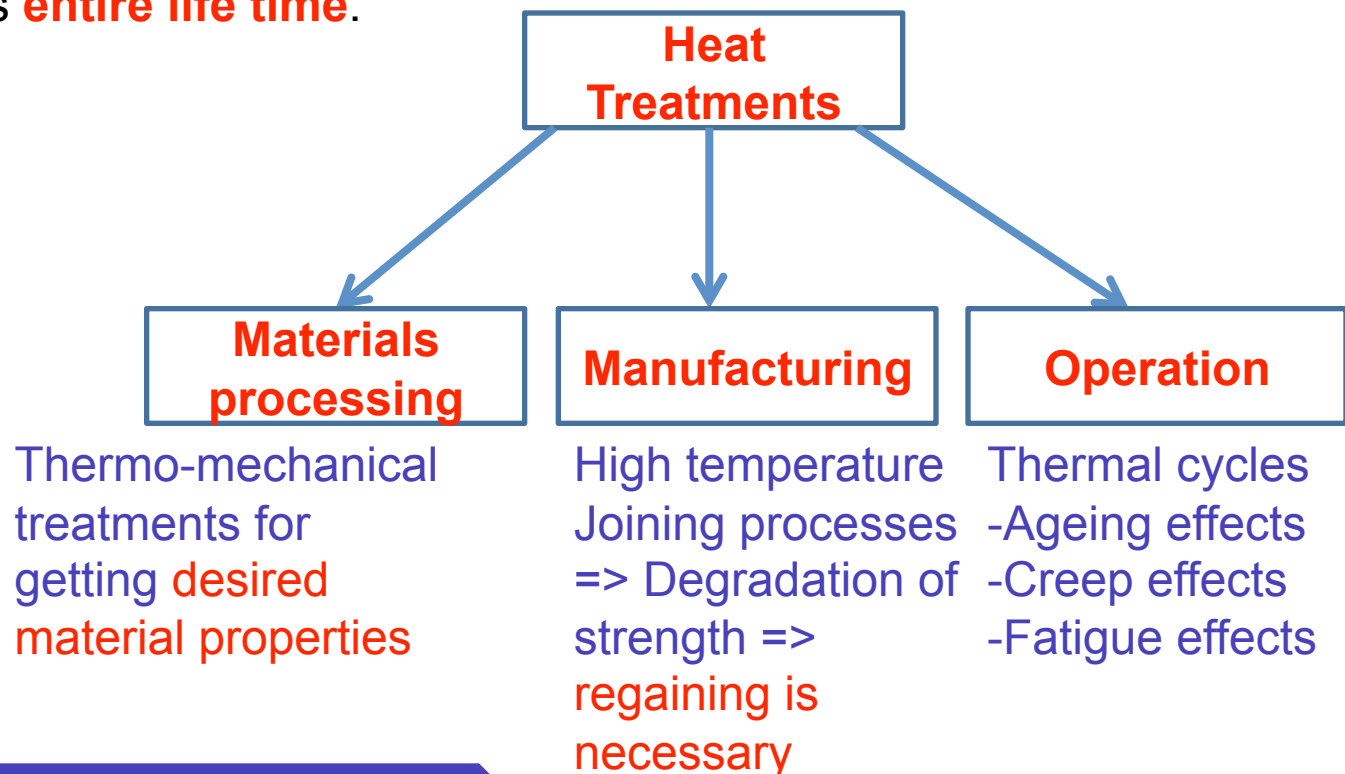 s entire life time.
Heat
Treatments
Materials
processing
Manufacturing
Operation
Thermo-mechanical
treatments for
getting desired
material properties
High temperature
Joining processes
=> Degradation of
strength =>
regaining is
necessary
Thermal cycles
-Ageing effects
-Creep effects
-Fatigue effects